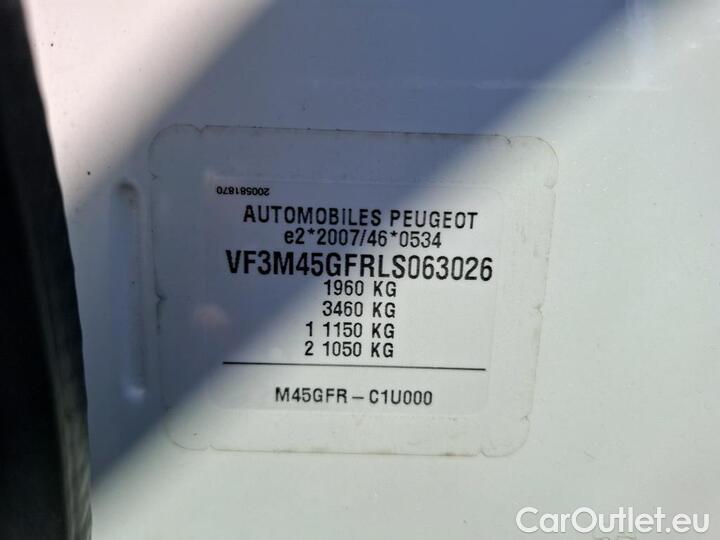 200581870
AUTOMOBILES PEUGEOT
e2*2007/46*0534
VF3M45GFRLS063026
1960 KG
3460 KG
1 1150 KG
2 1050 KG
M45GFR – C1U000
CarOutlet.eu